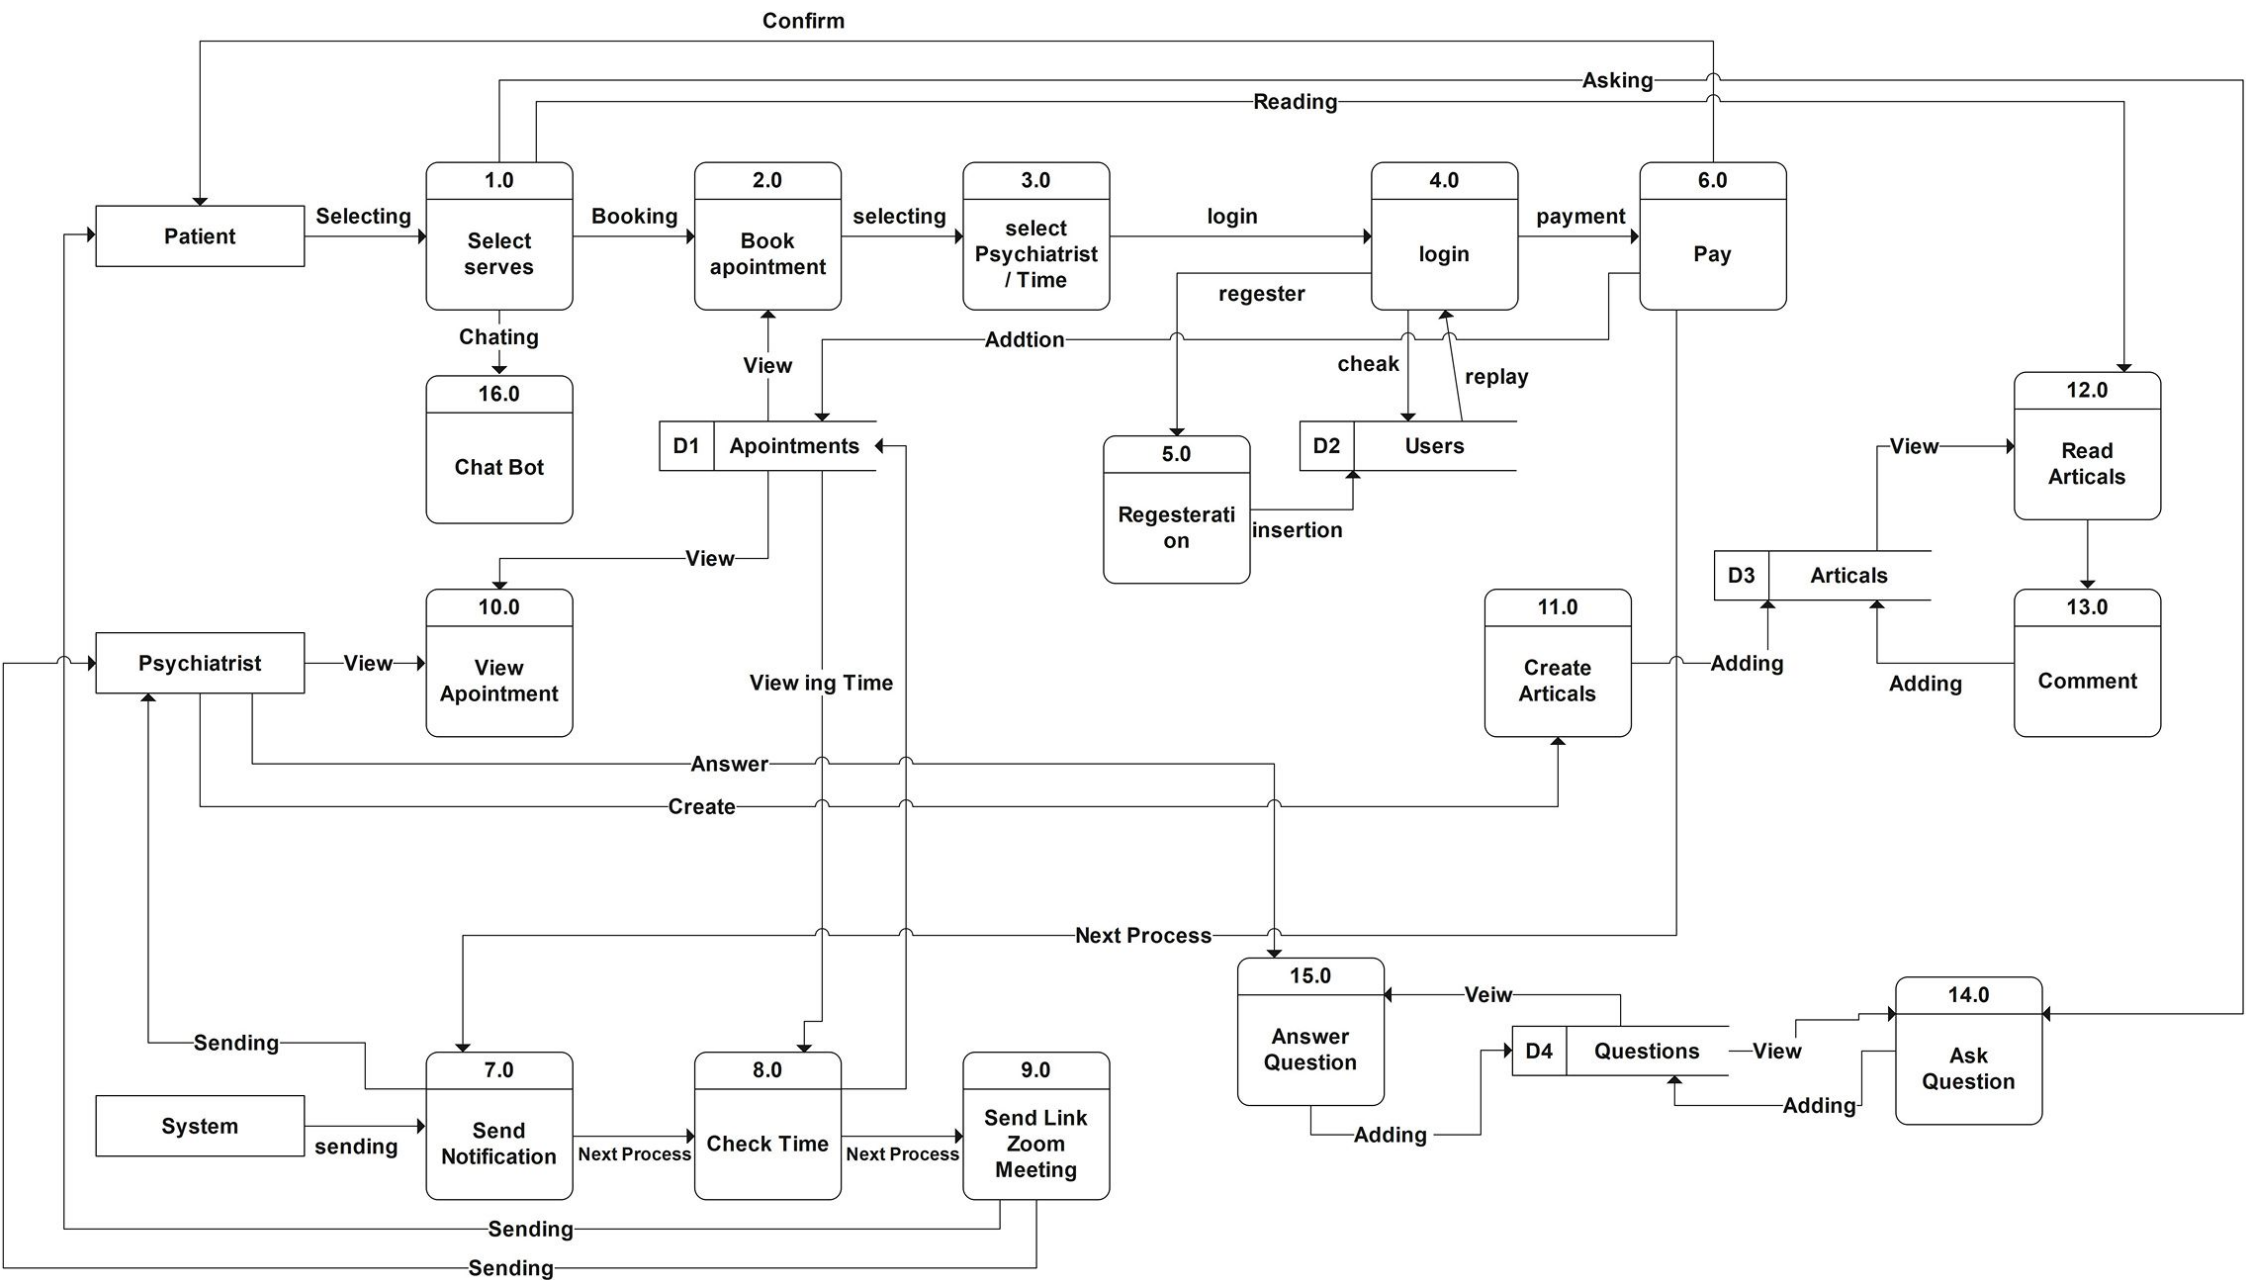 Confirm
Asking
Reading
1.0
2.0
3.0
4.0
6.0
Patient
Selecting
Select
serves
Booking
Book
apointment
selecting
select
Psychiatrist
/ Time
login
login
payment
Pay
regester
Chating
Addtion
View
cheak
replay
16.0
Chat Bot
D1
Apointments
5.0
Regesterati
on
insertion
D2
Users
12.0
Read
Articals
View
View
D3
Articals
10.0
View
Apointment
Psychiatrist
View
11.0
Create
Articals
Adding
13.0
Comment
Adding
View ing Time
Answer
Create
Next Process
15.0
Answer
Question
Veiw
14.0
Ask
Question
D4
Questions
View
Adding
Adding
Sending
System
sending
7.0
Send
Notification
Next Process
8.0
Check Time
Next Process
9.0
Send Link
Zoom
Meeting
Sending
Sending